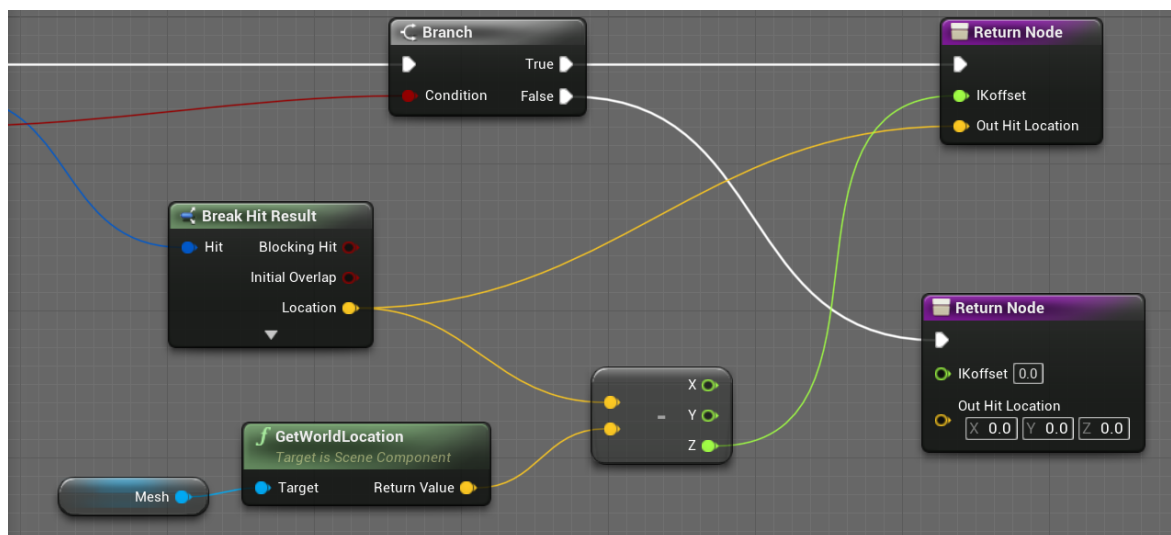 Branch
True
Condition
False
Return Node
IKoffset
Out Hit Location
Break Hit Result
Hit
Blocking Hit
Initial Overlap
Location
Return Node
IKoffset 0.0
Out Hit Location
X 0.0 Y 0.0 Z 0.0
X
- Y
Z
f GetWorldLocation
Target is Scene Component
Mesh
Target
Return Value